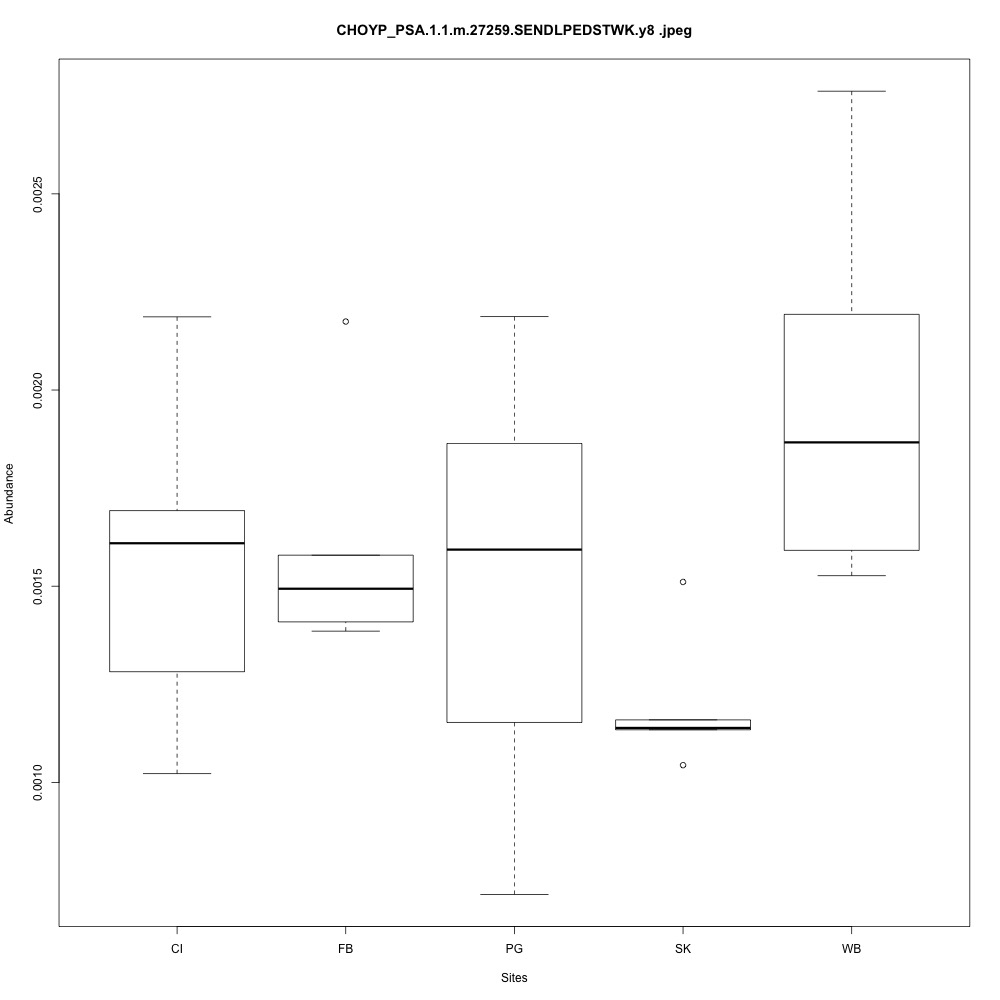 CHOYP_PSA.1.1.m.27259.SENDLPEDSTWK.y8 .jpeg
Abundance
0.0025
0.0020
0.0015
0.0010
CI FB PG SK WB
Sites